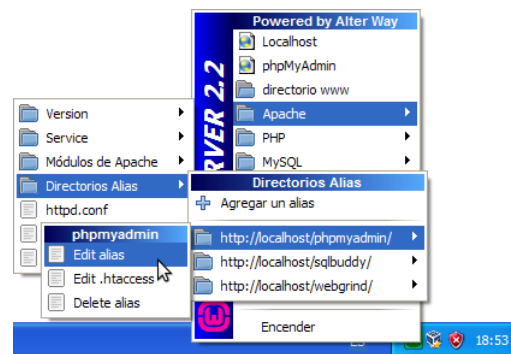 Powered by Alter Way
Localhost
phpMyAdmin
directorio www
Apache
PHP
MySQL
RVER 2.2
Version
Service
Módulos de Apache
Directorios Alias
httpd.conf
Directorios Alias
Agregar un alias
http://localhost/phpmyadmin/
http://localhost/sqlbuddy/
http://localhost/webgrind/
phpmyadmin
Edit alias
Edit .htaccess
Delete alias
Encender
18:53